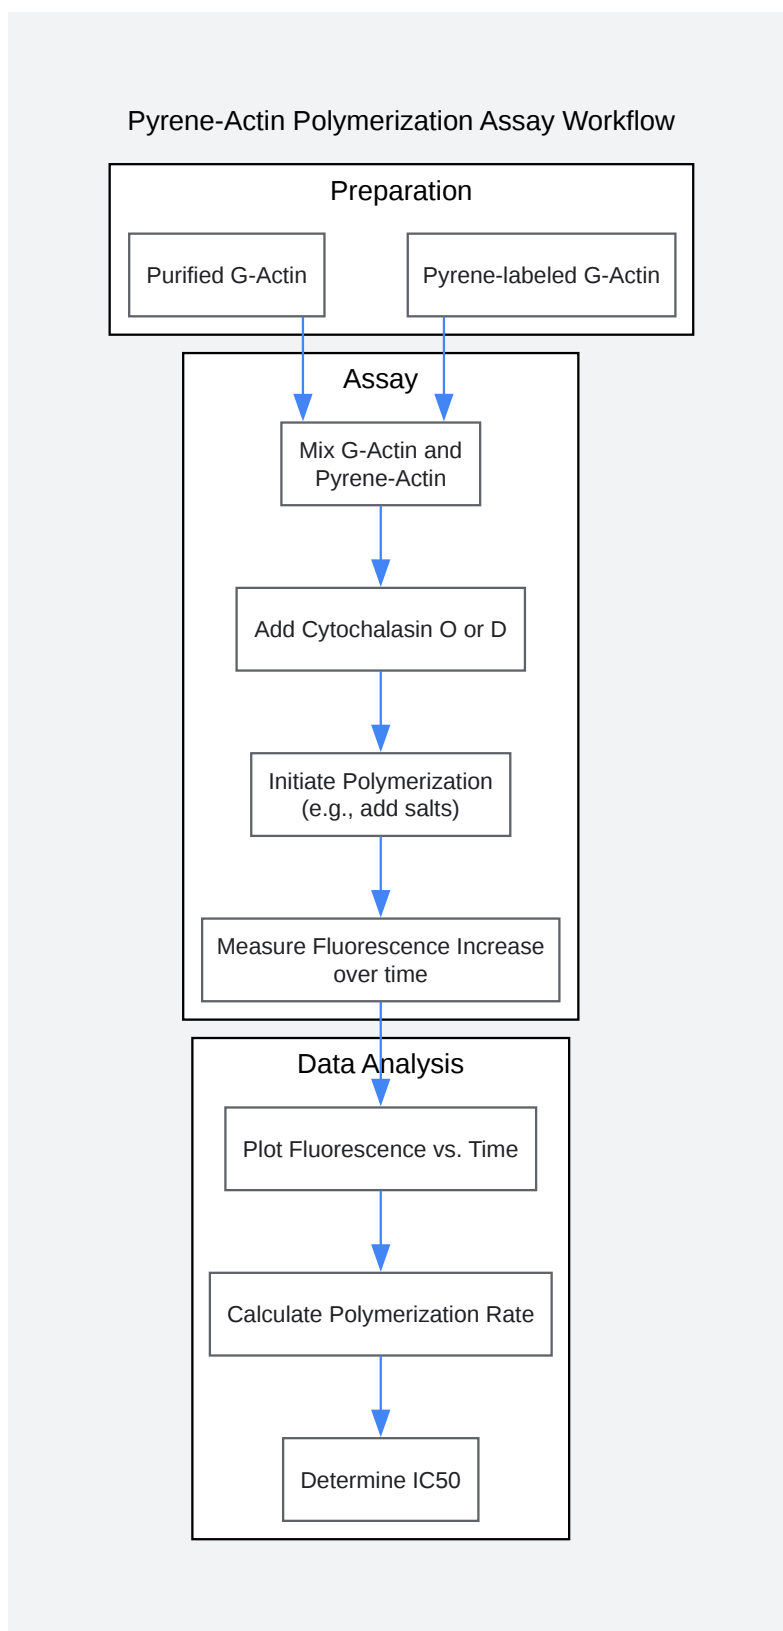 Pyrene-Actin Polymerization Assay Workflow
Preparation
Purified G-Actin
Pyrene-labeled G-Actin
Assay
Mix G-Actin and
Pyrene-Actin
Add Cytochalasin O or D
Initiate Polymerization
(e.g., add salts)
Measure Fluorescence Increase
over time
Data Analysis
Plot Fluorescence vs. Time
Calculate Polymerization Rate
Determine IC50